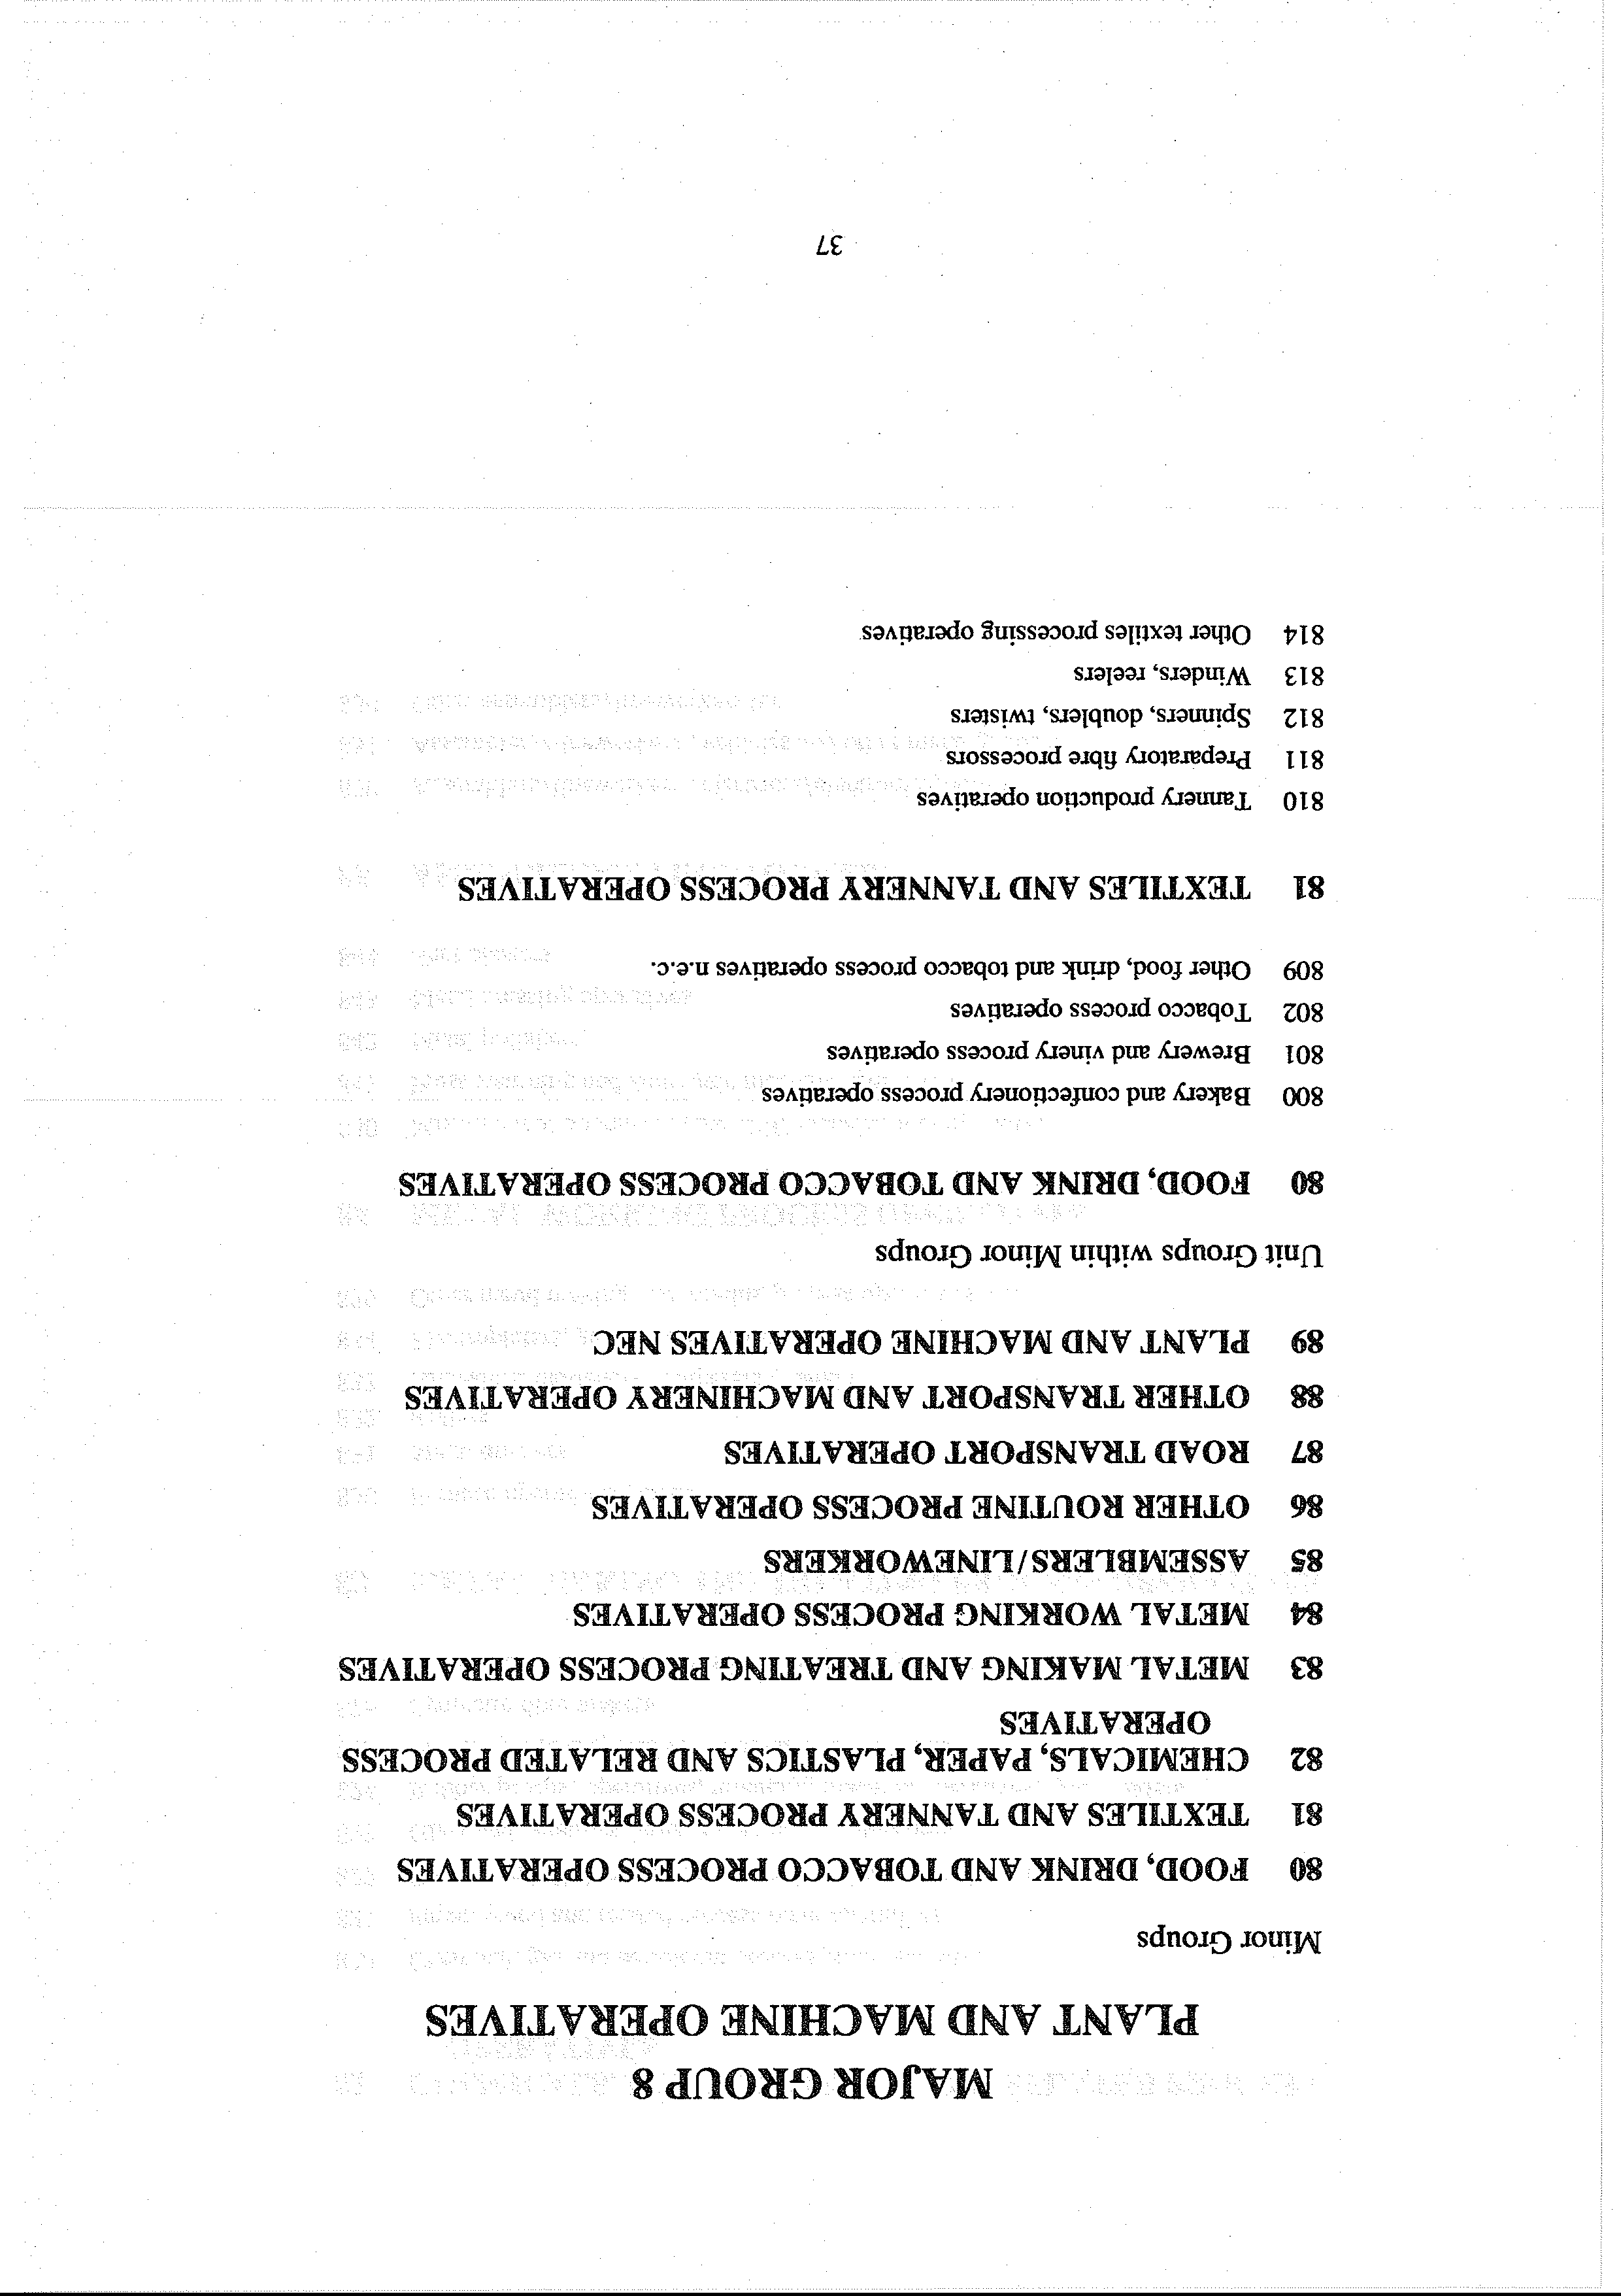 MAJOR GROUP 8
PLANT AND MACHINE OPERATIVES
Minor Groups
80 FOOD, DRINK AND TOBACCO PROCESS OPERATIVES
81 TEXTILES AND TANNERY PROCESS OPERATIVES
82 CHEMICALS, PAPER, PLASTICS AND RELATED PROCESS
OPERATIVES
83 METAL MAKING AND TREATING PROCESS OPERATIVES
84 METAL WORKING PROCESS OPERATIVES
85 ASSEMBLERS/LINEWORKERS
86 OTHER ROUTINE PROCESS OPERATIVES
87 ROAD TRANSPORT OPERATIVES
88 OTHER TRANSPORT AND MACHINERY OPERATIVES
89 PLANT AND MACHINE OPERATIVES NEC
Unit Groups within Minor Groups
80 FOOD, DRINK AND TOBACCO PROCESS OPERATIVES
800 Bakery and confectionery process operatives
801 Brewery and vinery process operatives
802 Tobacco process operatives
809 Other food, drink and tobacco process operatives n.e.c.
81 TEXTILES AND TANNERY PROCESS OPERATIVES
810 Tannery production operatives
811 Preparatory fibre processors
812 Spinners, doublers, twisters
813 Winders, reelers
814 Other textiles processing operatives
37